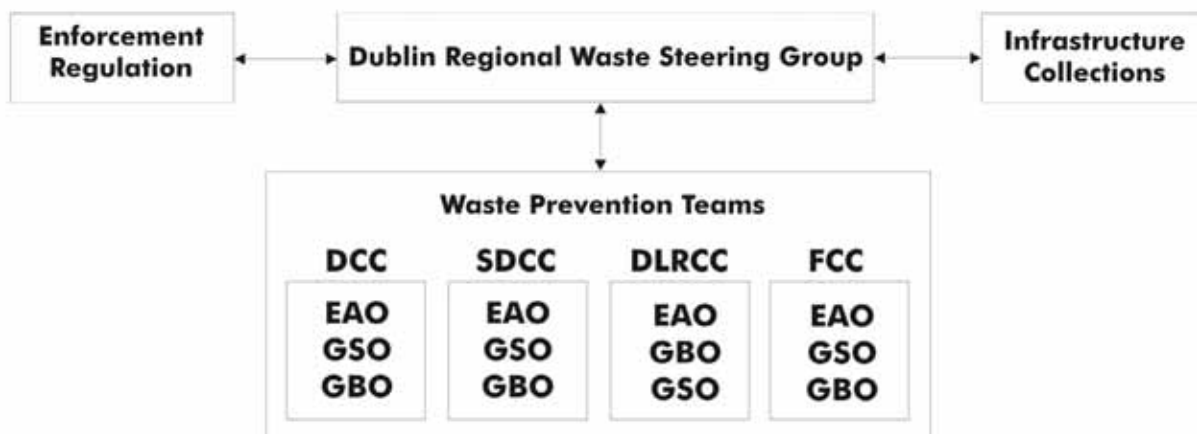 Enforcement
Regulation
Dublin Regional Waste Steering Group
Infrastructure
Collections
Waste Prevention Teams
DCC
EAO
GSO
GBO
SDCC
EAO
GSO
GBO
DLRCC
EAO
GBO
GSO
FCC
EAO
GSO
GBO